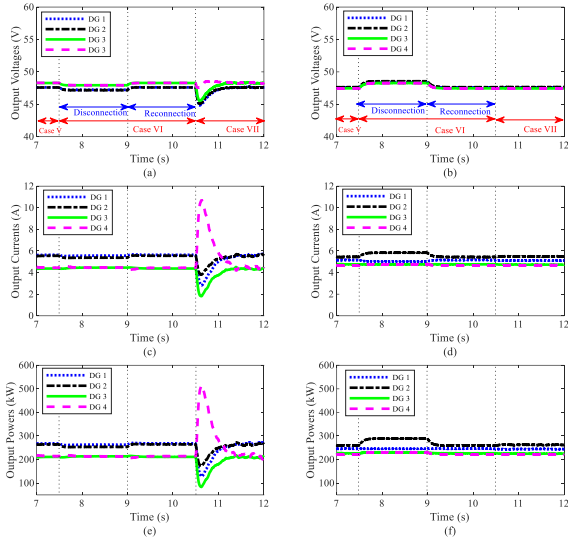 Output Voltages (V)
60
55
50
45
40
DG 1
DG 2
DG 3
DG 4
Disconnection
Reconnection
Case V
Case VI
Case VII
7 8 9 10 11 12
Time (s)
(a)
Output Voltages (V)
60
55
50
45
40
DG 1
DG 2
DG 3
DG 4
Disconnection
Reconnection
Case V
Case VI
Case VII
7 8 9 10 11 12
Time (s)
(b)
Output Currents (A)
12
10
8
6
4
2
0
DG 1
DG 2
DG 3
DG 4
7 8 9 10 11 12
Time (s)
(c)
Output Currents (A)
12
10
8
6
4
2
0
DG 1
DG 2
DG 3
DG 4
7 8 9 10 11 12
Time (s)
(d)
Output Powers (kW)
600
500
400
300
200
100
DG 1
DG 2
DG 3
DG 4
7 8 9 10 11 12
Time (s)
(e)
Output Powers (kW)
600
500
400
300
200
100
DG 1
DG 2
DG 3
DG 4
7 8 9 10 11 12
Time (s)
(f)